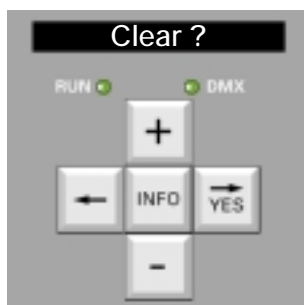 Clear ?
RUN DMX
+
← INFO → YES
-